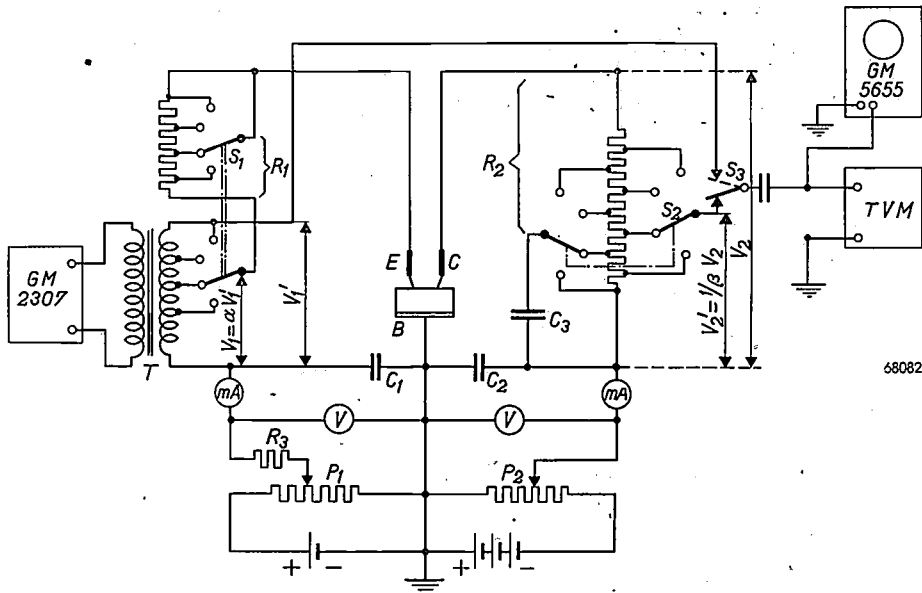 GM
5655
S1
R1
R2
S3
S2
TVM
GM
2307
E
C
B
T
V1=αV1'
V1'
C3
V2'=1/β V2
V2
C1
C2
68082
mA
V
V
mA
R3
P1
P2
+
-
+
-